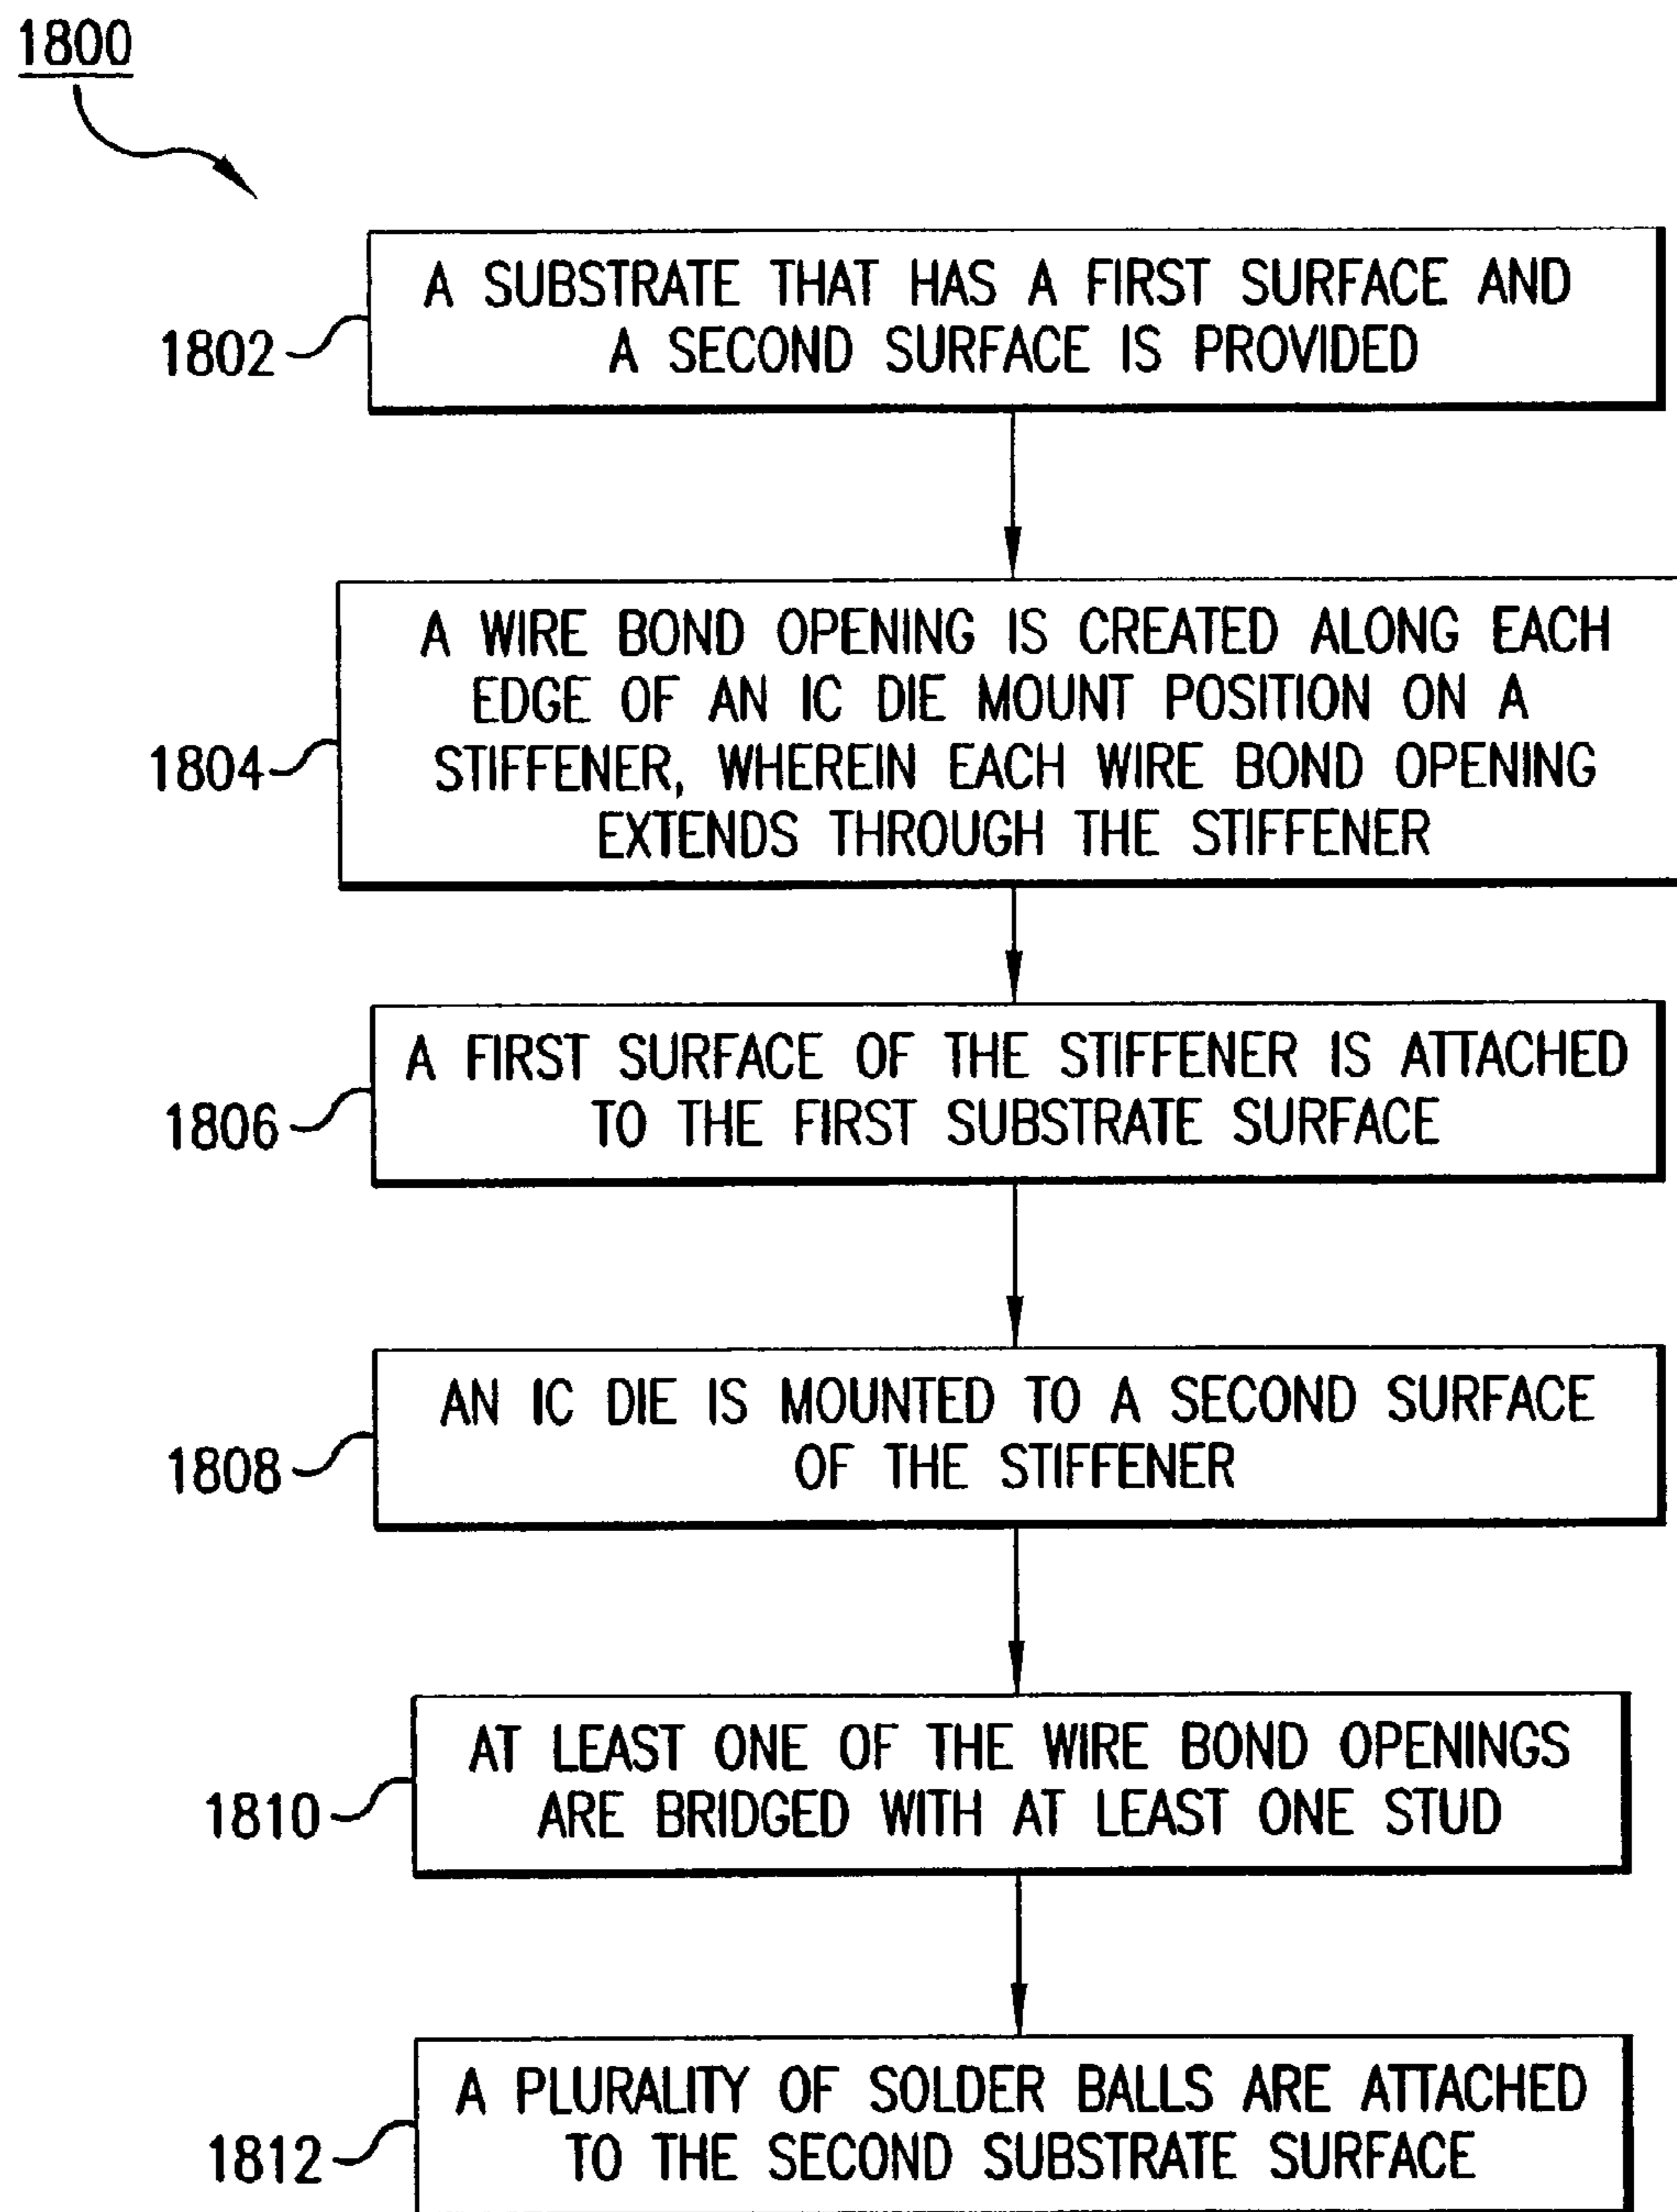 1800
A SUBSTRATE THAT HAS A FIRST SURFACE AND
A SECOND SURFACE IS PROVIDED
1802
A WIRE BOND OPENING IS CREATED ALONG EACH
EDGE OF AN IC DIE MOUNT POSITION ON A
STIFFENER, WHEREIN EACH WIRE BOND OPENING
EXTENDS THROUGH THE STIFFENER
1804
A FIRST SURFACE OF THE STIFFENER IS ATTACHED
TO THE FIRST SUBSTRATE SURFACE
1806
AN IC DIE IS MOUNTED TO A SECOND SURFACE
OF THE STIFFENER
1808
AT LEAST ONE OF THE WIRE BOND OPENINGS
ARE BRIDGED WITH AT LEAST ONE STUD
1810
A PLURALITY OF SOLDER BALLS ARE ATTACHED
TO THE SECOND SUBSTRATE SURFACE
1812